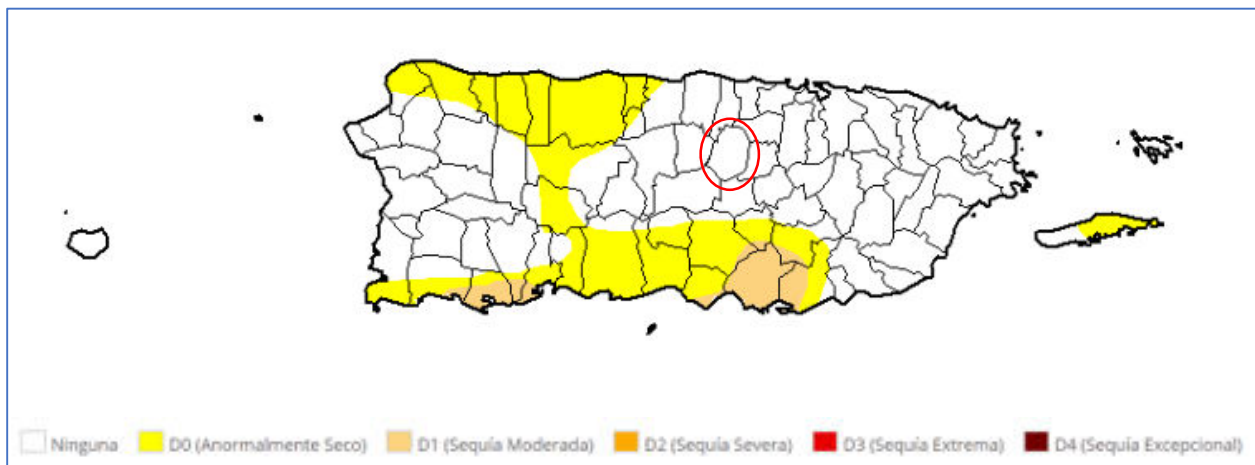 Ninguna D0 (Anormalmente Seco) D1 (Sequía Moderada) D2 (Sequía Severa) D3 (Sequía Extrema) D4 (Sequía Excepcional)